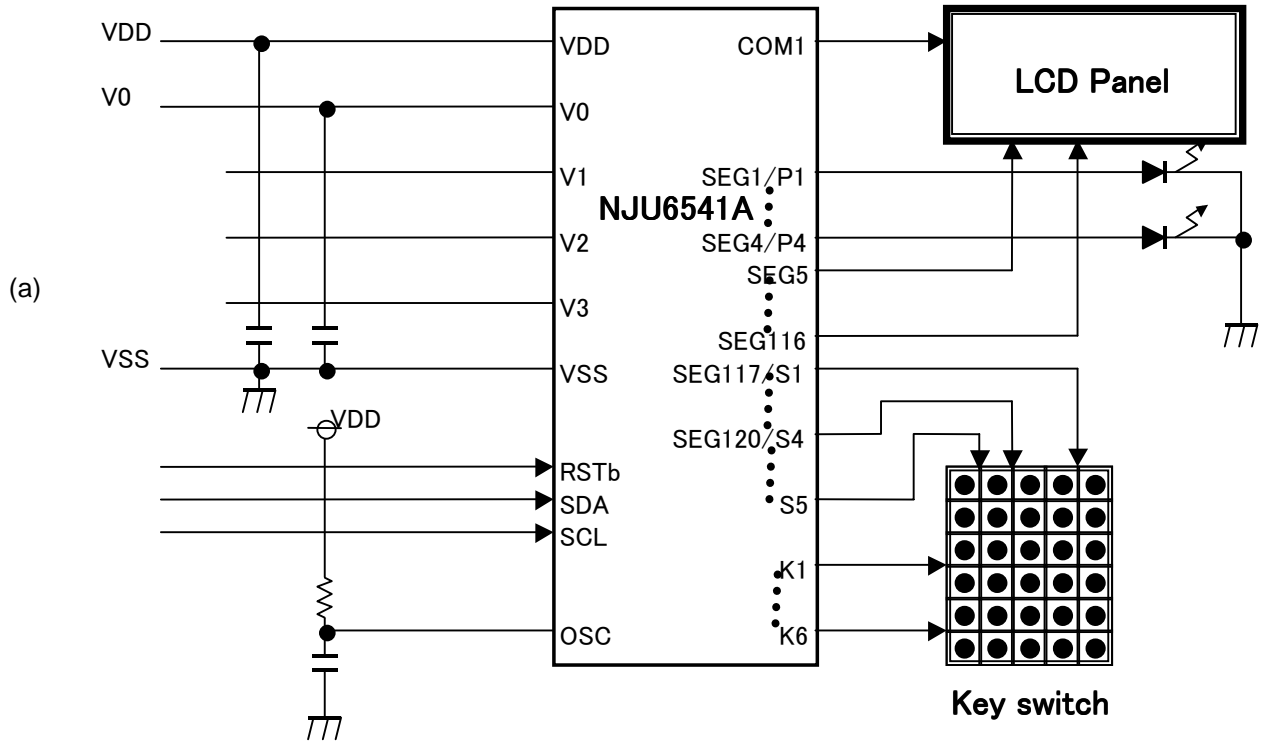 VDD
V0
(a)
VSS
VDD
VDD
V0
V1
V2
V3
VSS
RSTb
SDA
SCL
OSC
NJU6541A
COM1
SEG1/P1
SEG4/P4
SEG5
SEG116
SEG117/S1
SEG120/S4
S5
K1
K6
LCD Panel
Key switch